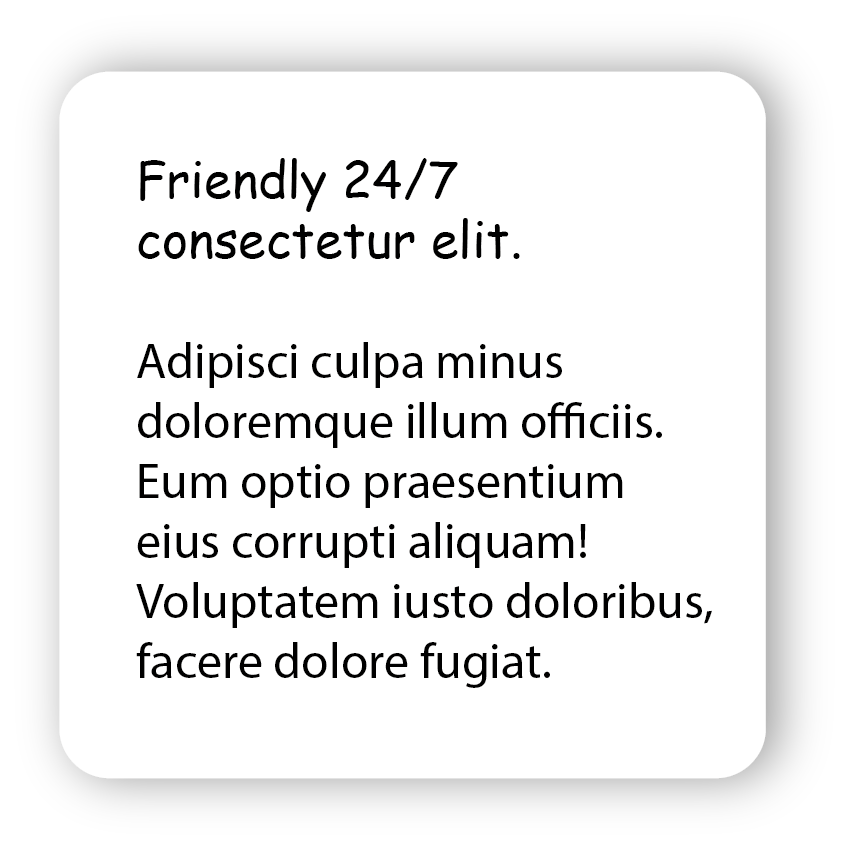 Friendly 24/7
consectetur elit.
Adipisci culpa minus
doloremque illum officiis.
Eum optio praesentium
eius corrupti aliquam!
Voluptatem iusto doloribus,
facere dolore fugiat.